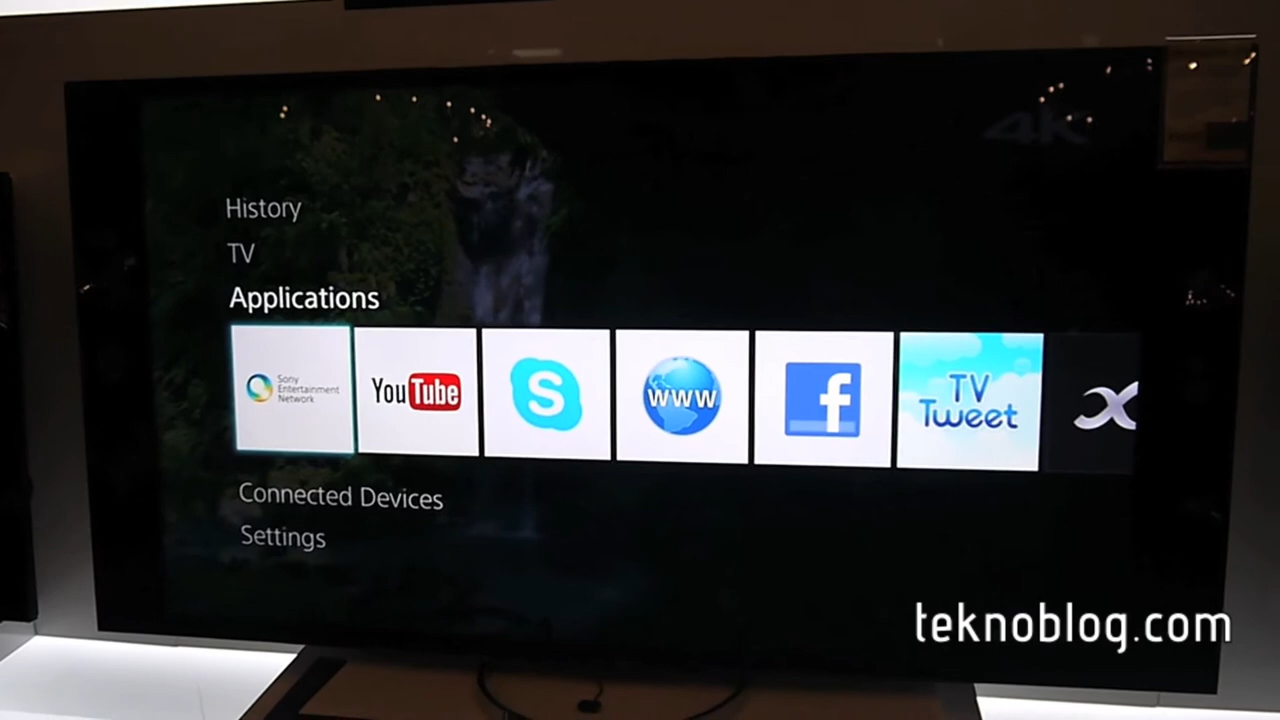 4K
History
TV
Applications
Sony
Entertainment
Network
YouTube
S
www
f
TV
Tweet
Connected Devices
Settings
teknoblog.com